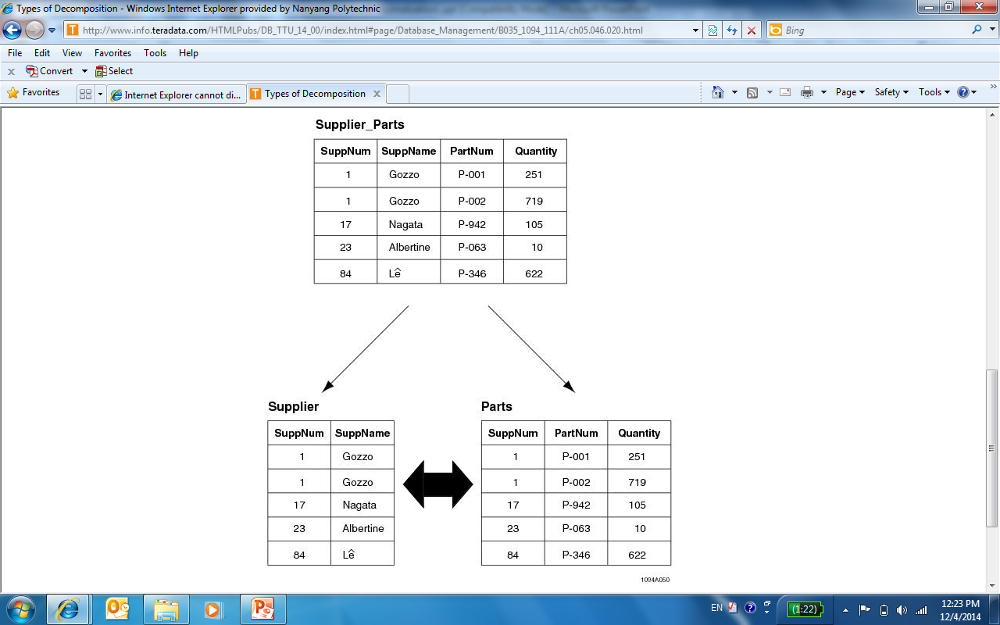 Types of Decomposition - Windows Internet Explorer provided by Nanyang Polytechnic
http://www.info.teradata.com/HTMLPubs/DB_TTU_14_00/index.html#page/Database_Management/B035_1094_111A/ch05.046.020.html
Bing
File Edit View Favorites Tools Help
x Convert Select
Favorites Internet Explorer cannot di... Types of Decomposition Page Safety Tools
Supplier_Parts
SuppNum SuppName PartNum Quantity
1 Gozzo P-001 251
1 Gozzo P-002 719
17 Nagata P-942 105
23 Albertine P-063 10
84 Lê P-346 622
Supplier Parts
SuppNum SuppName SuppNum PartNum Quantity
1 Gozzo 1 P-001 251
1 Gozzo 1 P-002 719
17 Nagata 17 P-942 105
23 Albertine 23 P-063 10
84 Lê 84 P-346 622
1094A050
EN (1:22) 12:23 PM
12/4/2014